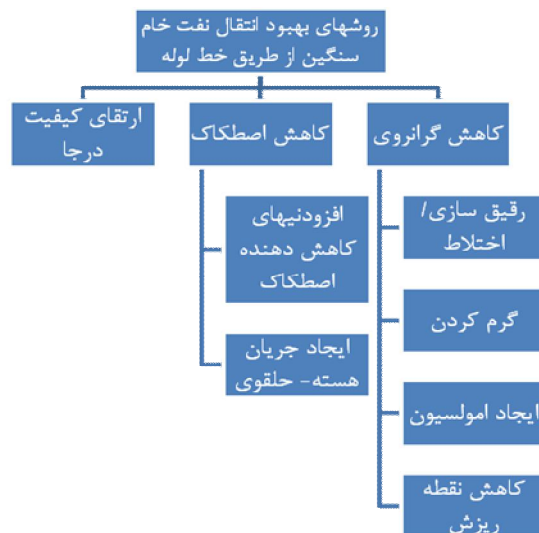 روشهای بهبود انتقال نفت خام
سنگین از طریق خط لوله
کاهش گرانروی
کاهش اصطکاک
ارتقای کیفیت
درجا
رقیق سازی/
اختلاط
گرم کردن
ایجاد امولسیون
کاهش نقطه
ریزش
افزودنیهای
کاهش دهنده
اصطکاک
ایجاد جریان
هسته- حلقوی